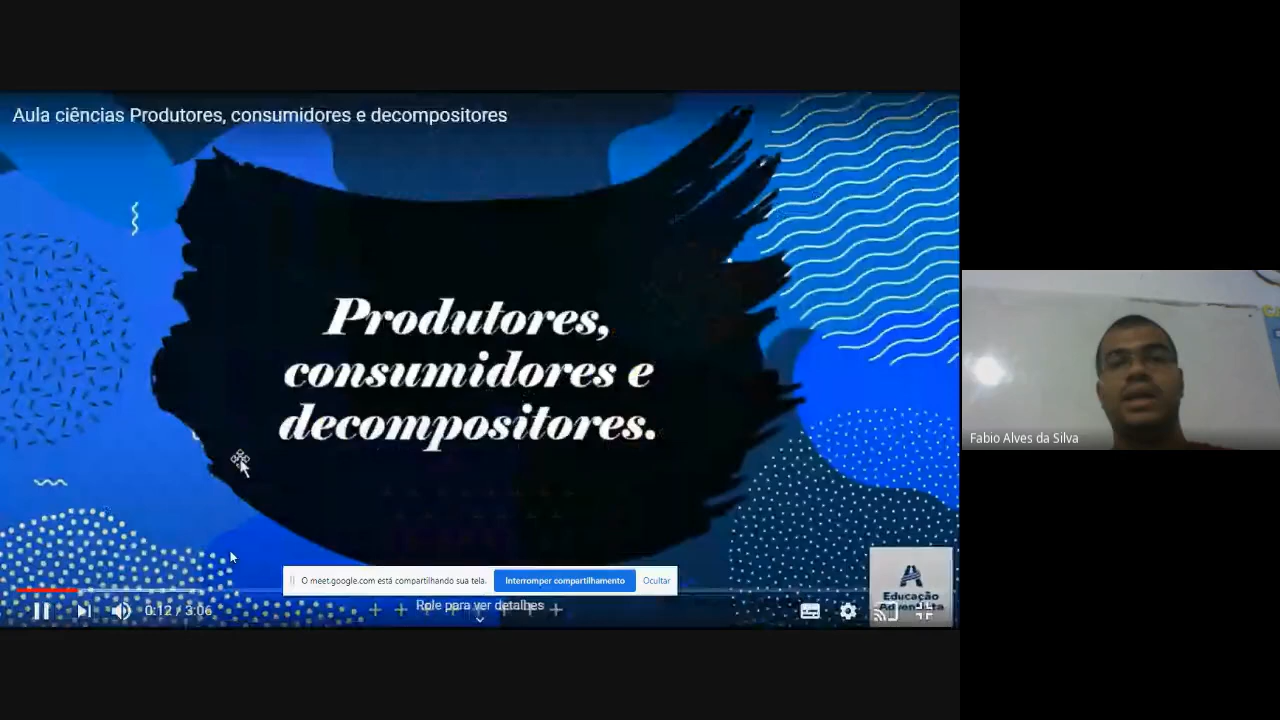 Aula ciências Produtores, consumidores e decompositores
Produtores,
consumidores e
decompositores.
Fabio Alves da Silva
O meet.google.com está compartilhando sua tela.
Interromper compartilhamento
Ocultar
Educação
Adventista
0:12 / 3:06
Role para ver detalhes